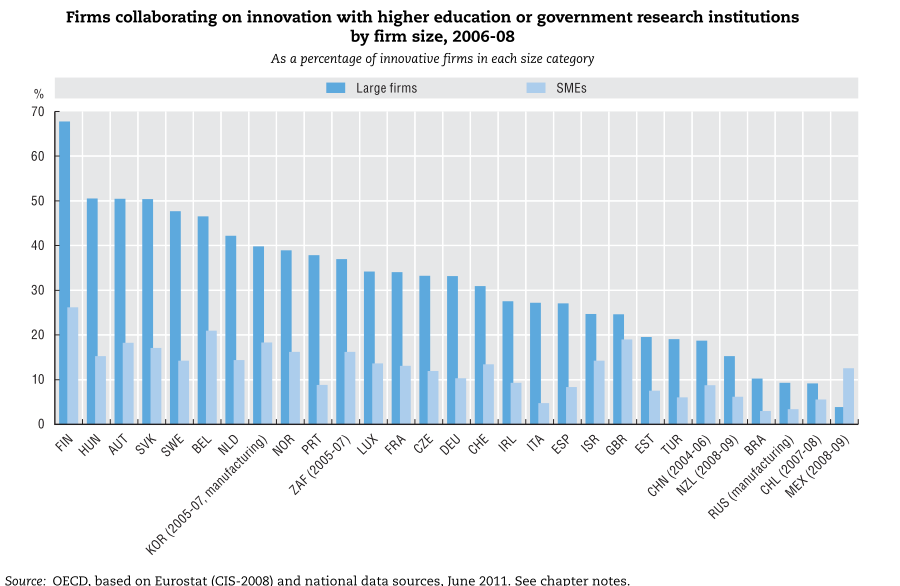 Firms collaborating on innovation with higher education or government research institutions
by firm size, 2006-08
As a percentage of innovative firms in each size category
Large firms
SMEs
%
70
60
50
40
30
20
10
0
FIN
HUN
AUT
SVK
SWE
BEL
NLD
KOR (2005-07, manufacturing)
NOR
PRT
ZAF (2005-07)
LUX
FRA
CZE
DEU
CHE
IRL
ITA
ESP
ISR
GBR
EST
TUR
CHN (2004-06)
NZL (2008-09)
BRA
RUS (manufacturing)
CHL (2007-08)
MEX (2008-09)
Source: OECD, based on Eurostat (CIS-2008) and national data sources, June 2011. See chapter notes.